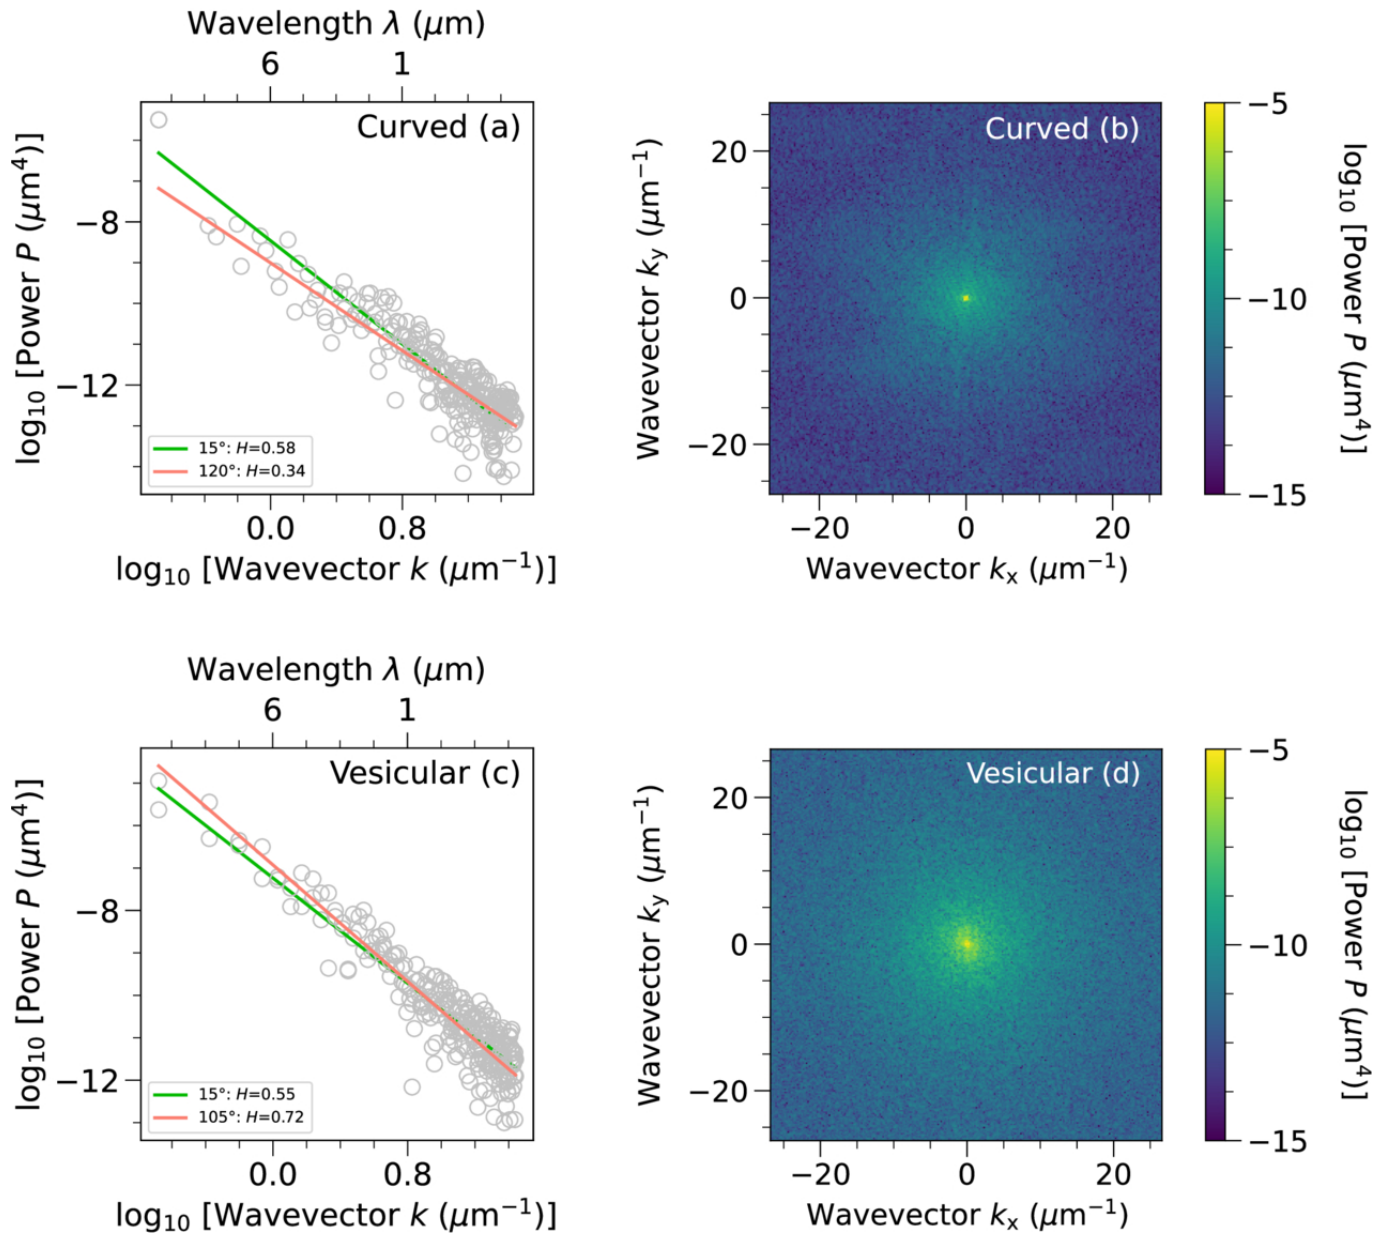 Wavelength λ (μm)
6 1
Curved (a)
log₁₀ [Power P (μm⁴)]
−8
−12
15°: H=0.58
120°: H=0.34
0.0 0.8
log₁₀ [Wavevector k (μm⁻¹)]
Curved (b)
Wavevector kᵧ (μm⁻¹)
20
0
−20
−20 0 20
Wavevector kₓ (μm⁻¹)
−5
−10
−15
log₁₀ [Power P (μm⁴)]
Wavelength λ (μm)
6 1
Vesicular (c)
log₁₀ [Power P (μm⁴)]
−8
−12
15°: H=0.55
105°: H=0.72
0.0 0.8
log₁₀ [Wavevector k (μm⁻¹)]
Vesicular (d)
Wavevector kᵧ (μm⁻¹)
20
0
−20
−20 0 20
Wavevector kₓ (μm⁻¹)
−5
−10
−15
log₁₀ [Power P (μm⁴)]